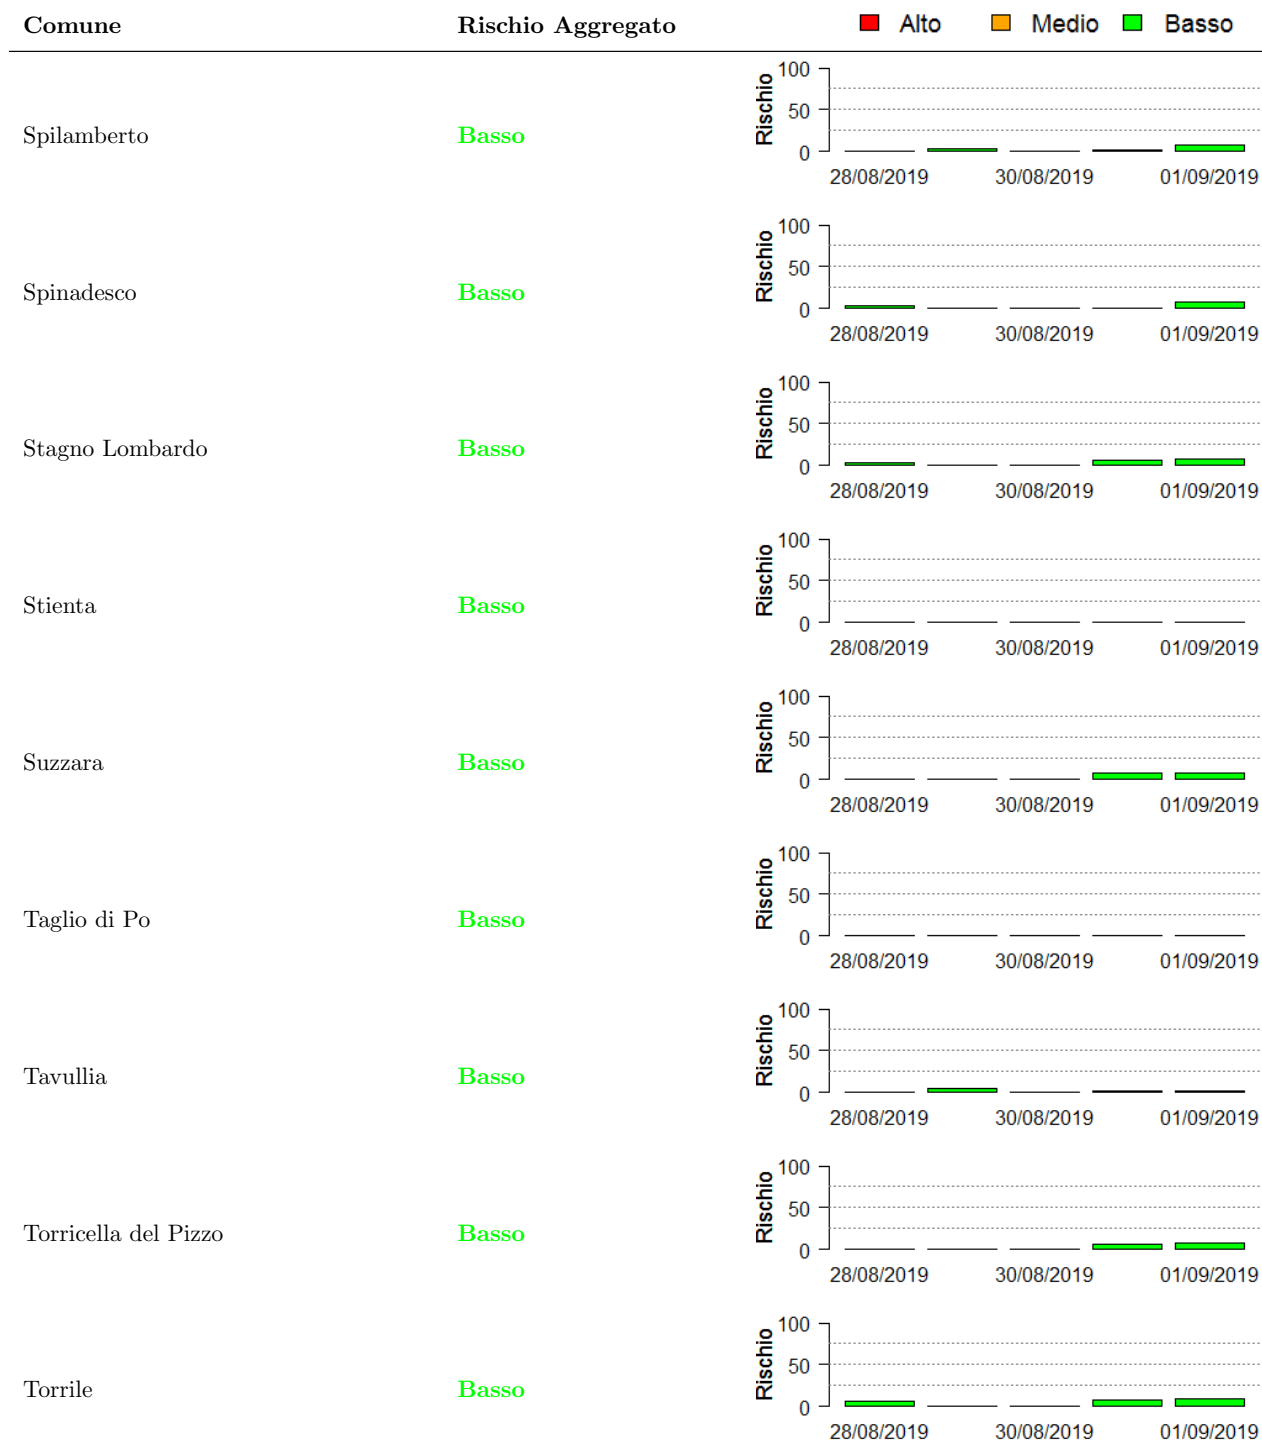 Comune Rischio Aggregato Alto Medio Basso
Spilamberto Basso Rischio 100 50 0
28/08/2019 30/08/2019 01/09/2019
Spinadesco Basso Rischio 100 50 0
28/08/2019 30/08/2019 01/09/2019
Stagno Lombardo Basso Rischio 100 50 0
28/08/2019 30/08/2019 01/09/2019
Stienta Basso Rischio 100 50 0
28/08/2019 30/08/2019 01/09/2019
Suzzara Basso Rischio 100 50 0
28/08/2019 30/08/2019 01/09/2019
Taglio di Po Basso Rischio 100 50 0
28/08/2019 30/08/2019 01/09/2019
Tavullia Basso Rischio 100 50 0
28/08/2019 30/08/2019 01/09/2019
Torricella del Pizzo Basso Rischio 100 50 0
28/08/2019 30/08/2019 01/09/2019
Torrile Basso Rischio 100 50 0
28/08/2019 30/08/2019 01/09/2019